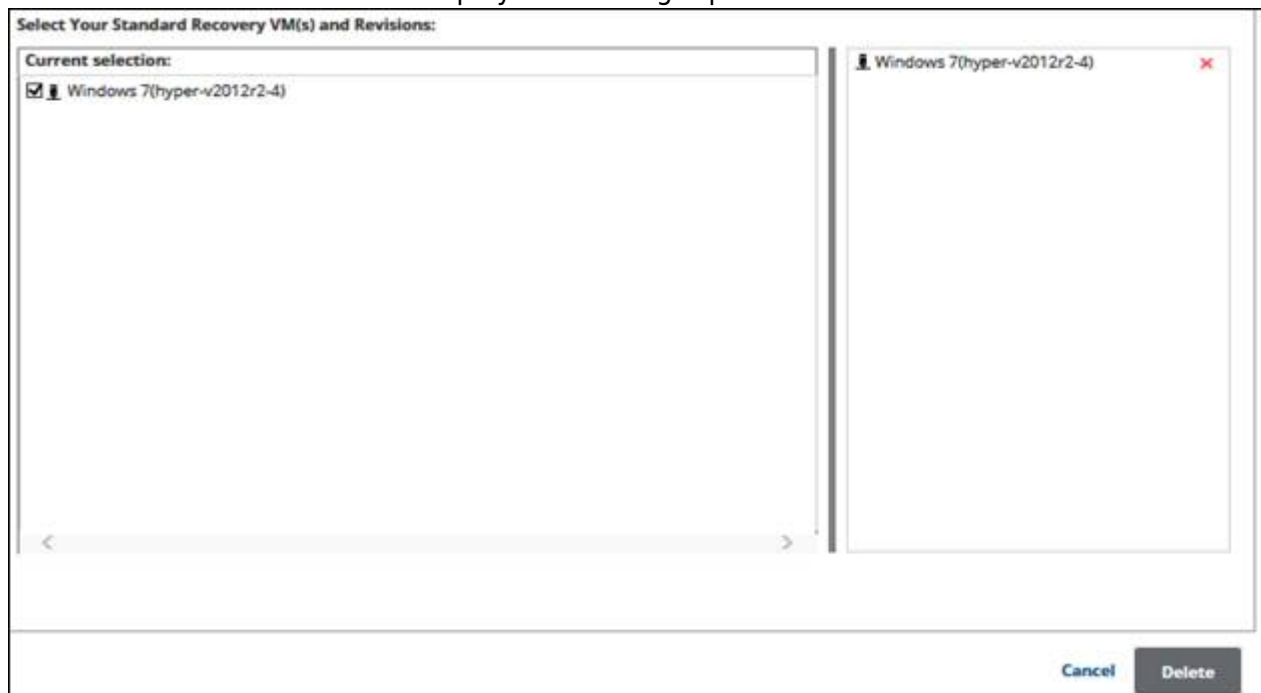 Select Your Standard Recovery VM(s) and Revisions:
Current selection:
Windows 7(hyper-v2012r2-4)
Windows 7(hyper-v2012r2-4)
Cancel
Delete